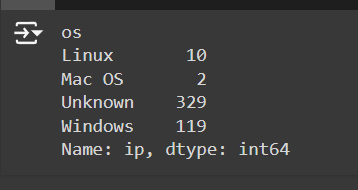 os
Linux 10
Mac OS 2
Unknown 329
Windows 119
Name: ip, dtype: int64